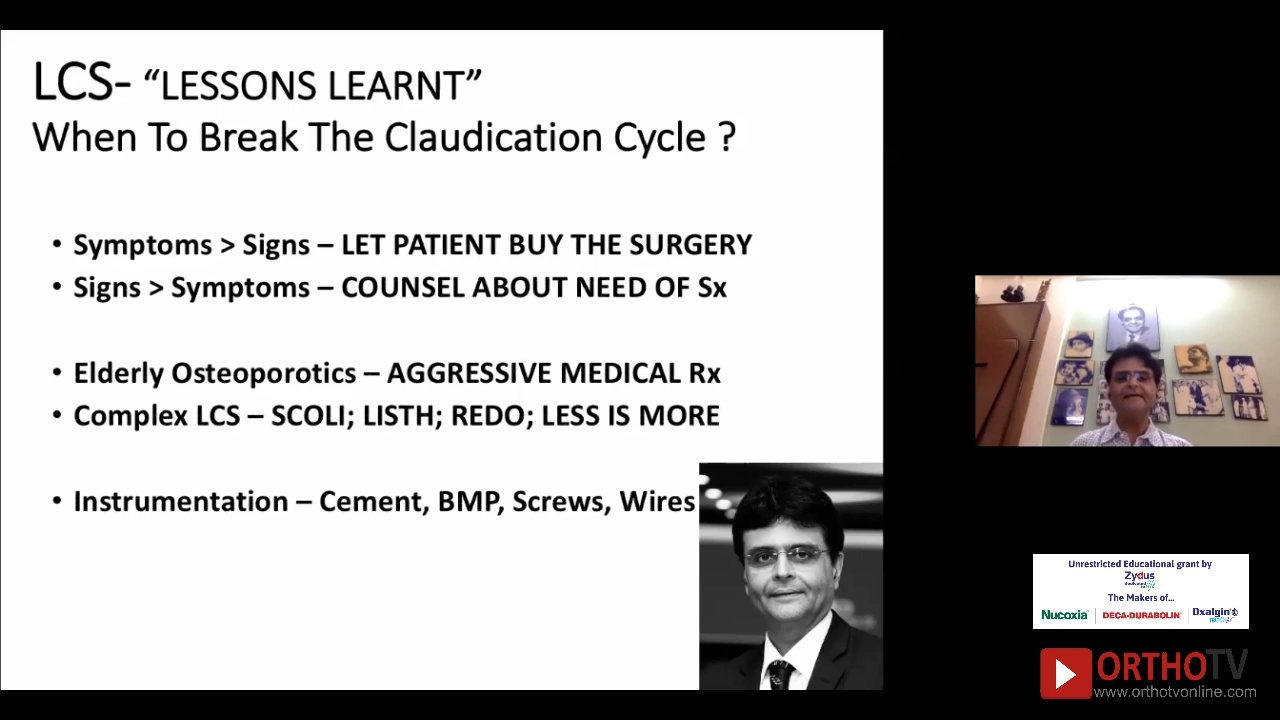 LCS- “LESSONS LEARNT”
When To Break The Claudication Cycle ?
• Symptoms > Signs – LET PATIENT BUY THE SURGERY
• Signs > Symptoms – COUNSEL ABOUT NEED OF Sx
• Elderly Osteoporotics – AGGRESSIVE MEDICAL Rx
• Complex LCS – SCOLI; LISTH; REDO; LESS IS MORE
• Instrumentation – Cement, BMP, Screws, Wires
Unrestricted Educational grant by
Zydus
dedicated to life
The Makers of...
Nucoxia DECA-DURABOLIN Dxalgin
ORTHOTV
www.orthotvonline.com